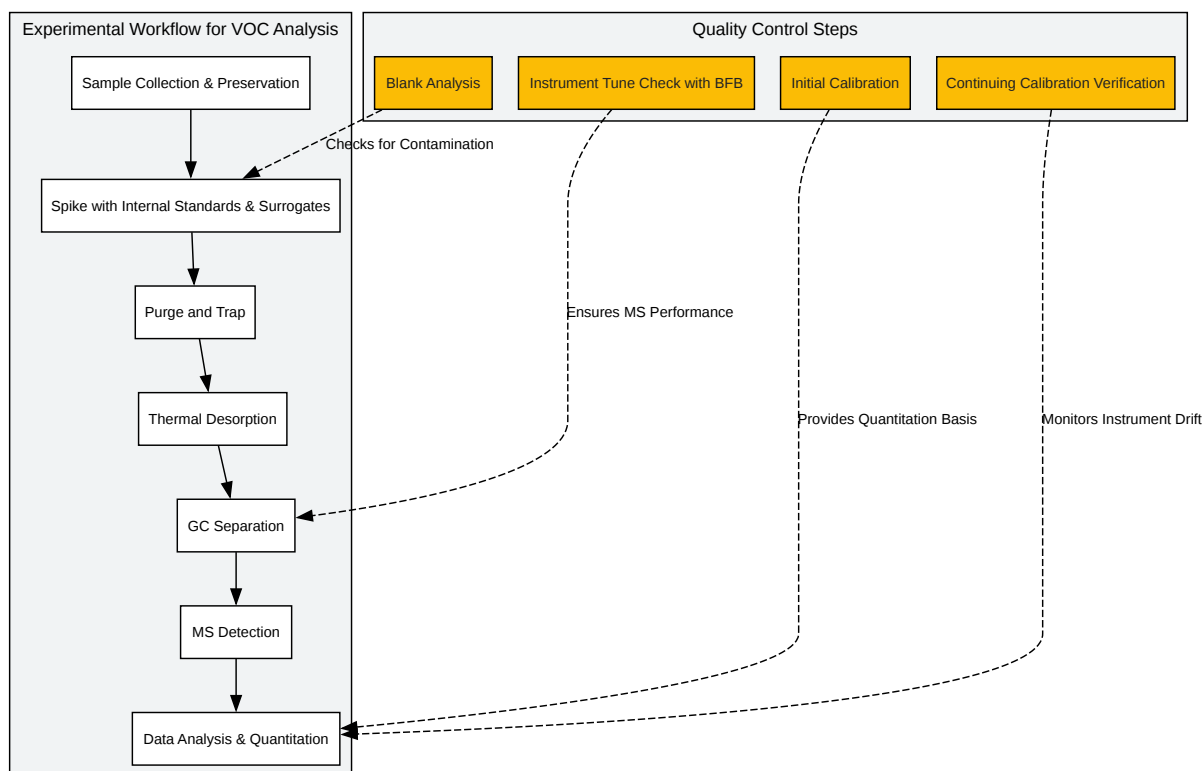 Experimental Workflow for VOC Analysis
Quality Control Steps
Sample Collection & Preservation
Blank Analysis
Instrument Tune Check with BFB
Initial Calibration
Continuing Calibration Verification
Checks for Contamination
Spike with Internal Standards & Surrogates
Purge and Trap
Ensures MS Performance
Thermal Desorption
Provides Quantitation Basis
Monitors Instrument Drift
GC Separation
MS Detection
Data Analysis & Quantitation